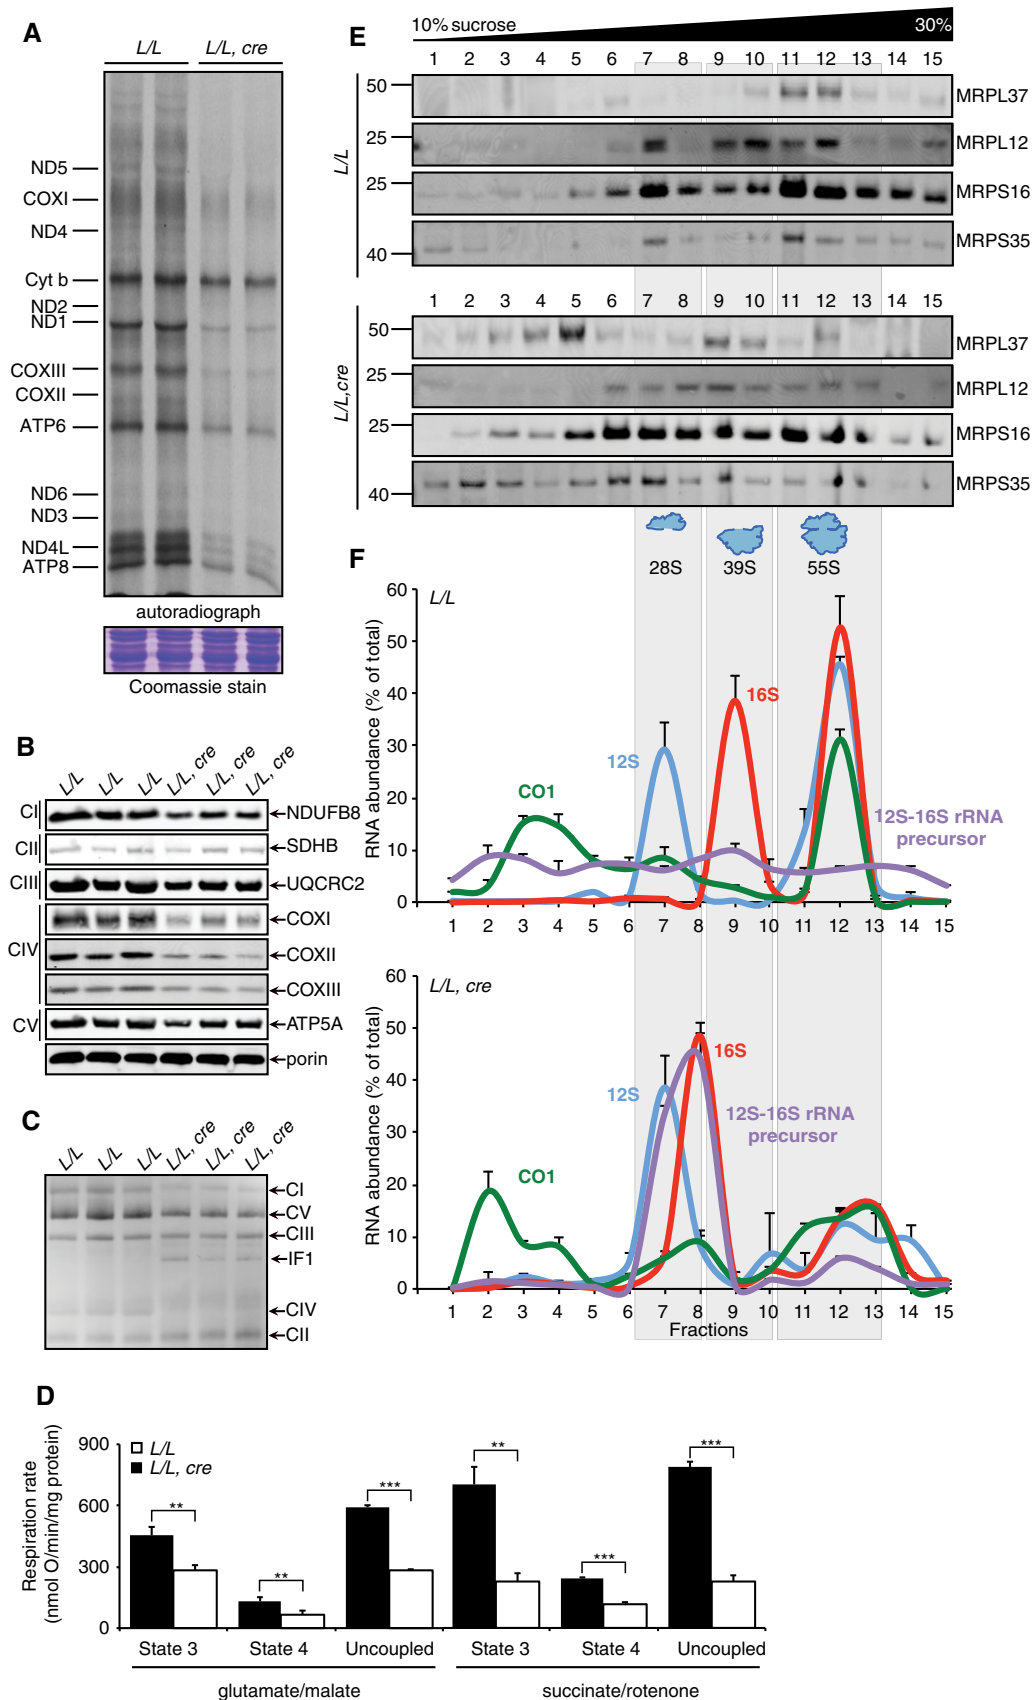 A
L/L
L/L, cre
ND5
COXI
ND4
Cyt b
ND2
ND1
COXIII
COXII
ATP6
ND6
ND3
ND4L
ATP8
autoradiograph
Coomassie stain
B
L/L
L/L
L/L
L/L, cre
L/L, cre
L/L, cre
CI
NDUFB8
CII
SDHB
CIII
UQCRC2
CIV
COXI
COXII
COXIII
CV
ATP5A
porin
C
L/L
L/L
L/L
L/L, cre
L/L, cre
L/L, cre
CI
CV
CIII
IF1
CIV
CII
D
Respiration rate
(nmol O/min/mg protein)
900
600
300
0
L/L
L/L, cre
**
**
***
**
***
***
State 3
State 4
Uncoupled
State 3
State 4
Uncoupled
glutamate/malate
succinate/rotenone
E
10% sucrose
30%
1 2 3 4 5 6 7 8 9 10 11 12 13 14 15
L/L
50
MRPL37
25
MRPL12
25
MRPS16
40
MRPS35
1 2 3 4 5 6 7 8 9 10 11 12 13 14 15
L/L,cre
50
MRPL37
25
MRPL12
25
MRPS16
40
MRPS35
28S
39S
55S
F
L/L
RNA abundance (% of total)
60
50
40
30
20
10
0
CO1
12S
16S
12S-16S rRNA
precursor
1 2 3 4 5 6 7 8 9 10 11 12 13 14 15
L/L, cre
RNA abundance (% of total)
60
50
40
30
20
10
0
CO1
12S
16S
12S-16S rRNA
precursor
1 2 3 4 5 6 7 8 9 10 11 12 13 14 15
Fractions